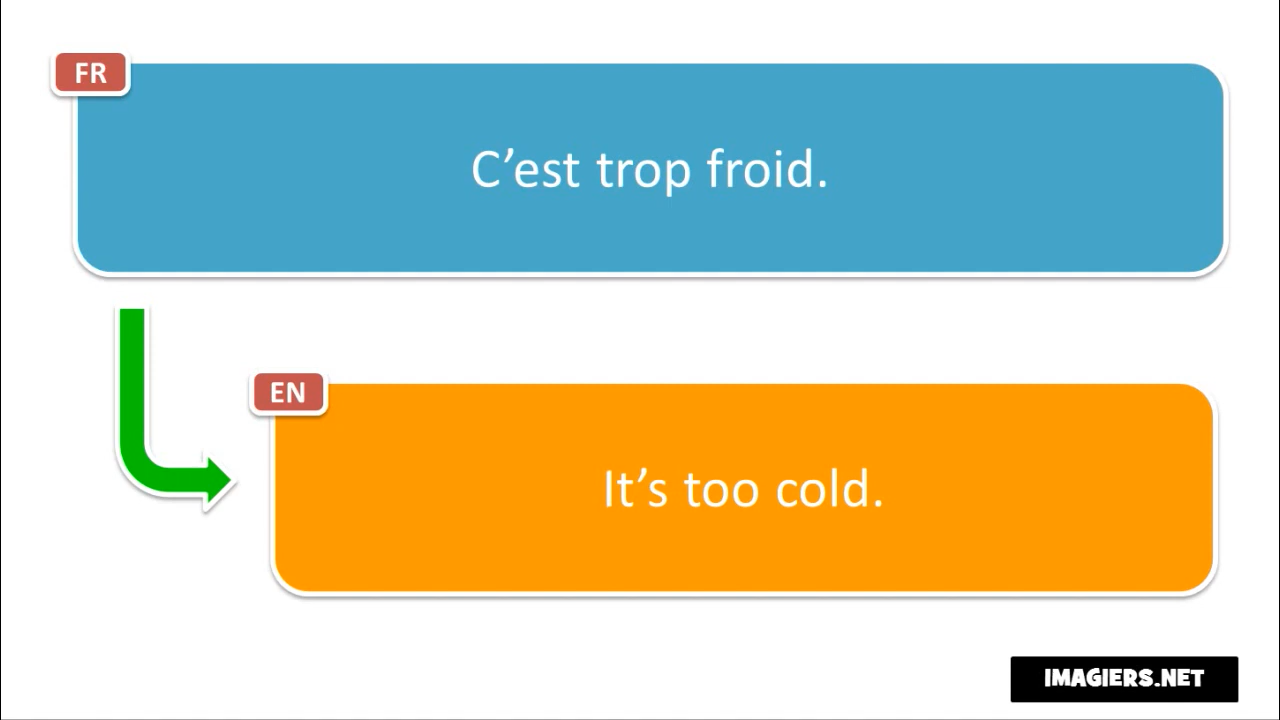 FR
C’est trop froid.
EN
It’s too cold.
IMAGIERS.NET